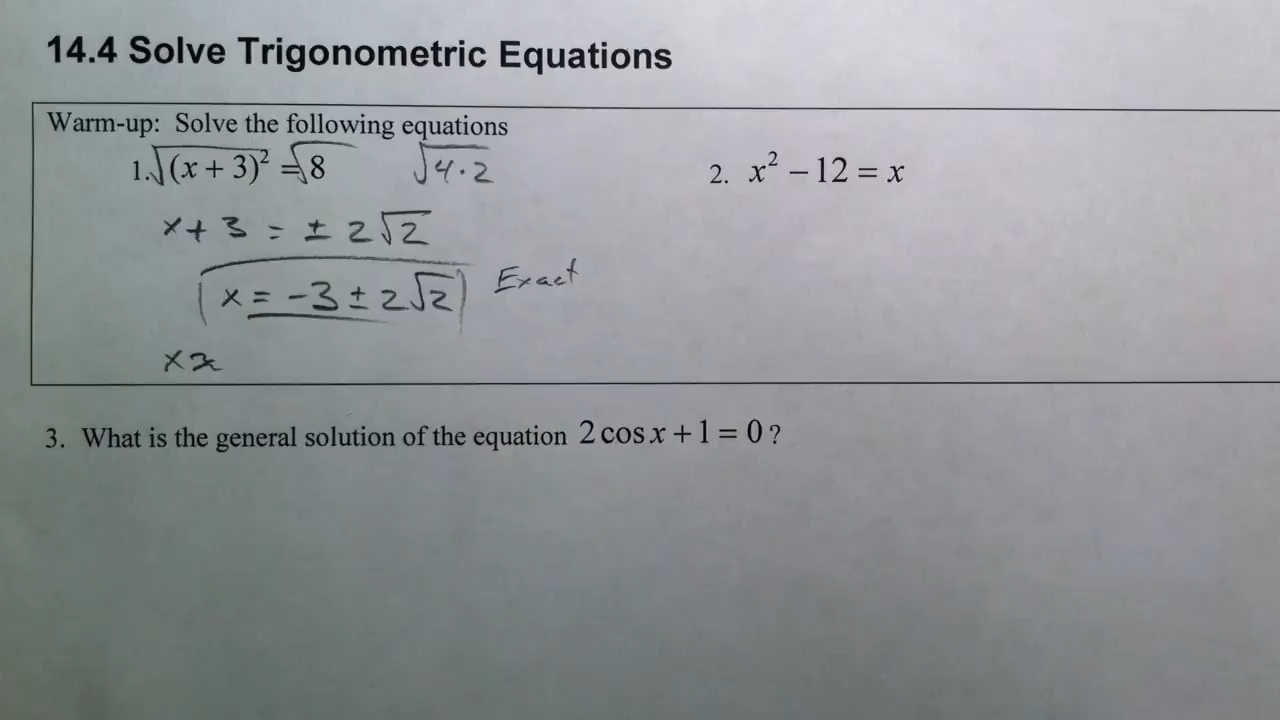 14.4 Solve Trigonometric Equations
Warm-up: Solve the following equations
1. √(x + 3)² = √8 √4·2
x + 3 = ± 2√2
x = -3 ± 2√2 Exact
x ≈
2. x² − 12 = x
3. What is the general solution of the equation 2 cos x + 1 = 0 ?